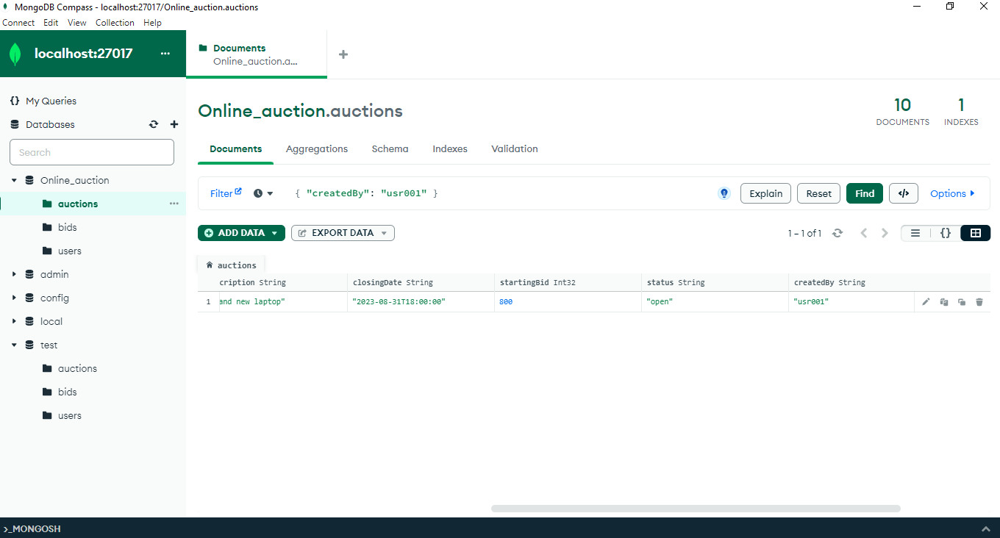 MongoDB Compass - localhost:27017/Online_auction.auctions
Connect Edit View Collection Help
localhost:27017 ...
Documents
Online_auction.a...
My Queries
Databases
Search
Online_auction
auctions ...
bids
users
admin
config
local
test
auctions
bids
users
Online_auction.auctions
10
DOCUMENTS
1
INDEXES
Documents Aggregations Schema Indexes Validation
Filter { "createdBy": "usr001" } Explain Reset Find </> Options
ADD DATA EXPORT DATA 1 – 1 of 1 {}
auctions
cription String closingDate String startingBid Int32 status String createdBy String
1 and new laptop" "2023-08-31T18:00:00" 800 "open" "usr001"
>_MONGOSH